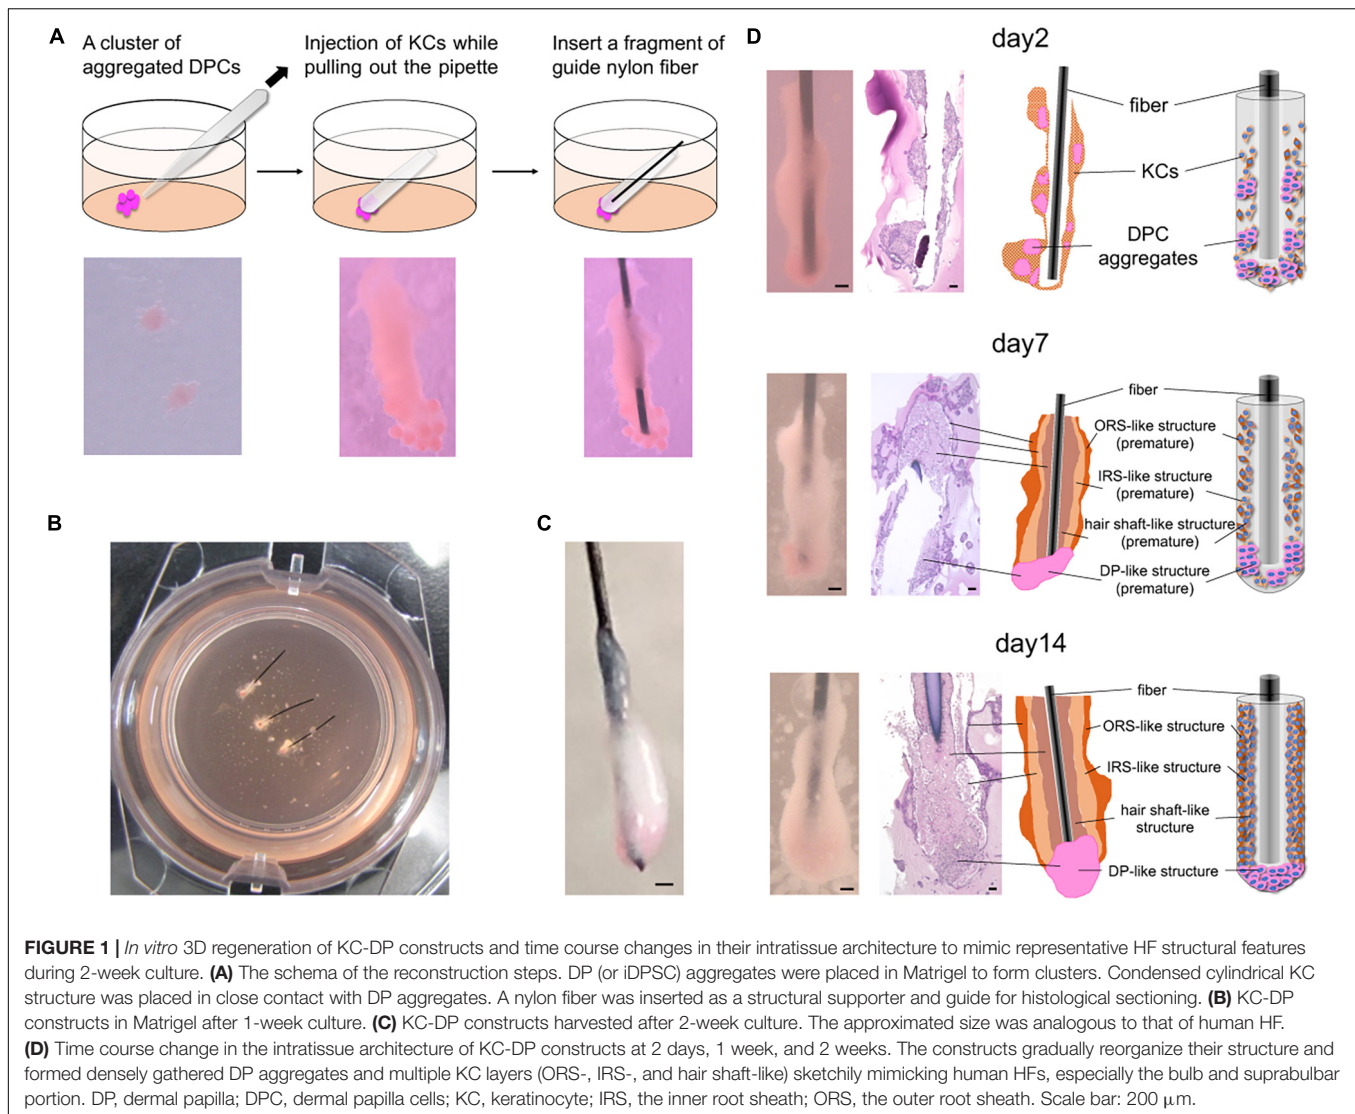 A
A cluster of
aggregated DPCs
Injection of KCs while
pulling out the pipette
Insert a fragment of
guide nylon fiber
B
C
D
day2
fiber
KCs
DPC
aggregates
day7
fiber
ORS-like structure
(premature)
IRS-like structure
(premature)
hair shaft-like structure
(premature)
DP-like structure
(premature)
day14
fiber
ORS-like structure
IRS-like structure
hair shaft-like
structure
DP-like structure
FIGURE 1 | In vitro 3D regeneration of KC-DP constructs and time course changes in their intratissue architecture to mimic representative HF structural features
during 2-week culture. (A) The schema of the reconstruction steps. DP (or iDPSC) aggregates were placed in Matrigel to form clusters. Condensed cylindrical KC
structure was placed in close contact with DP aggregates. A nylon fiber was inserted as a structural supporter and guide for histological sectioning. (B) KC-DP
constructs in Matrigel after 1-week culture. (C) KC-DP constructs harvested after 2-week culture. The approximated size was analogous to that of human HF.
(D) Time course change in the intratissue architecture of KC-DP constructs at 2 days, 1 week, and 2 weeks. The constructs gradually reorganize their structure and
formed densely gathered DP aggregates and multiple KC layers (ORS-, IRS-, and hair shaft-like) sketchily mimicking human HFs, especially the bulb and suprabulbar
portion. DP, dermal papilla; DPC, dermal papilla cells; KC, keratinocyte; IRS, the inner root sheath; ORS, the outer root sheath. Scale bar: 200 μm.